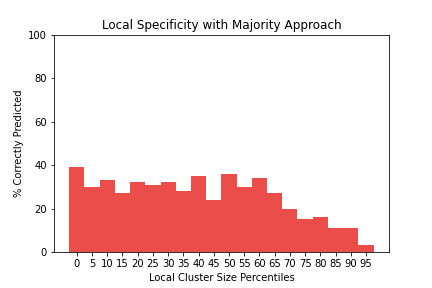 Local Specificity with Majority Approach
100
80
60
40
20
0
% Correctly Predicted
0 5 10 15 20 25 30 35 40 45 50 55 60 65 70 75 80 85 90 95
Local Cluster Size Percentiles